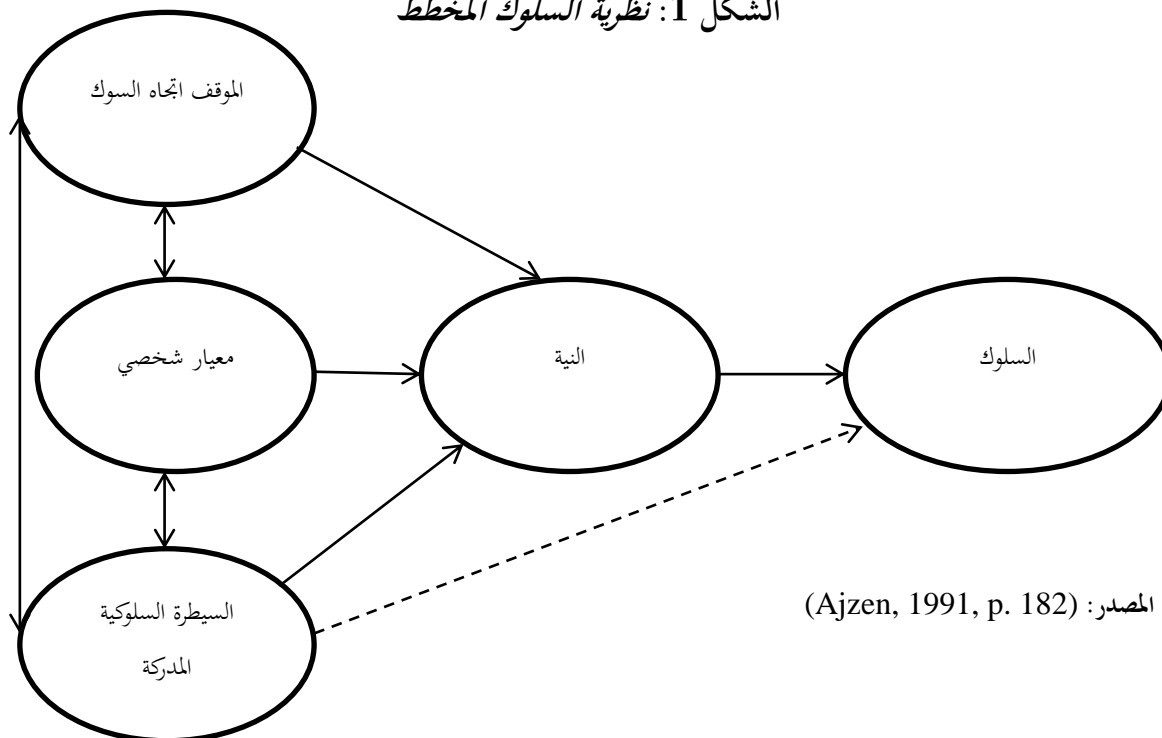 الشكل 1: نظرية السلوك المخطط
الموقف اتجاه السوك
معيار شخصي
النية
السلوك
السيطرة السلوكية
المدركة
المصدر: (Ajzen, 1991, p. 182)